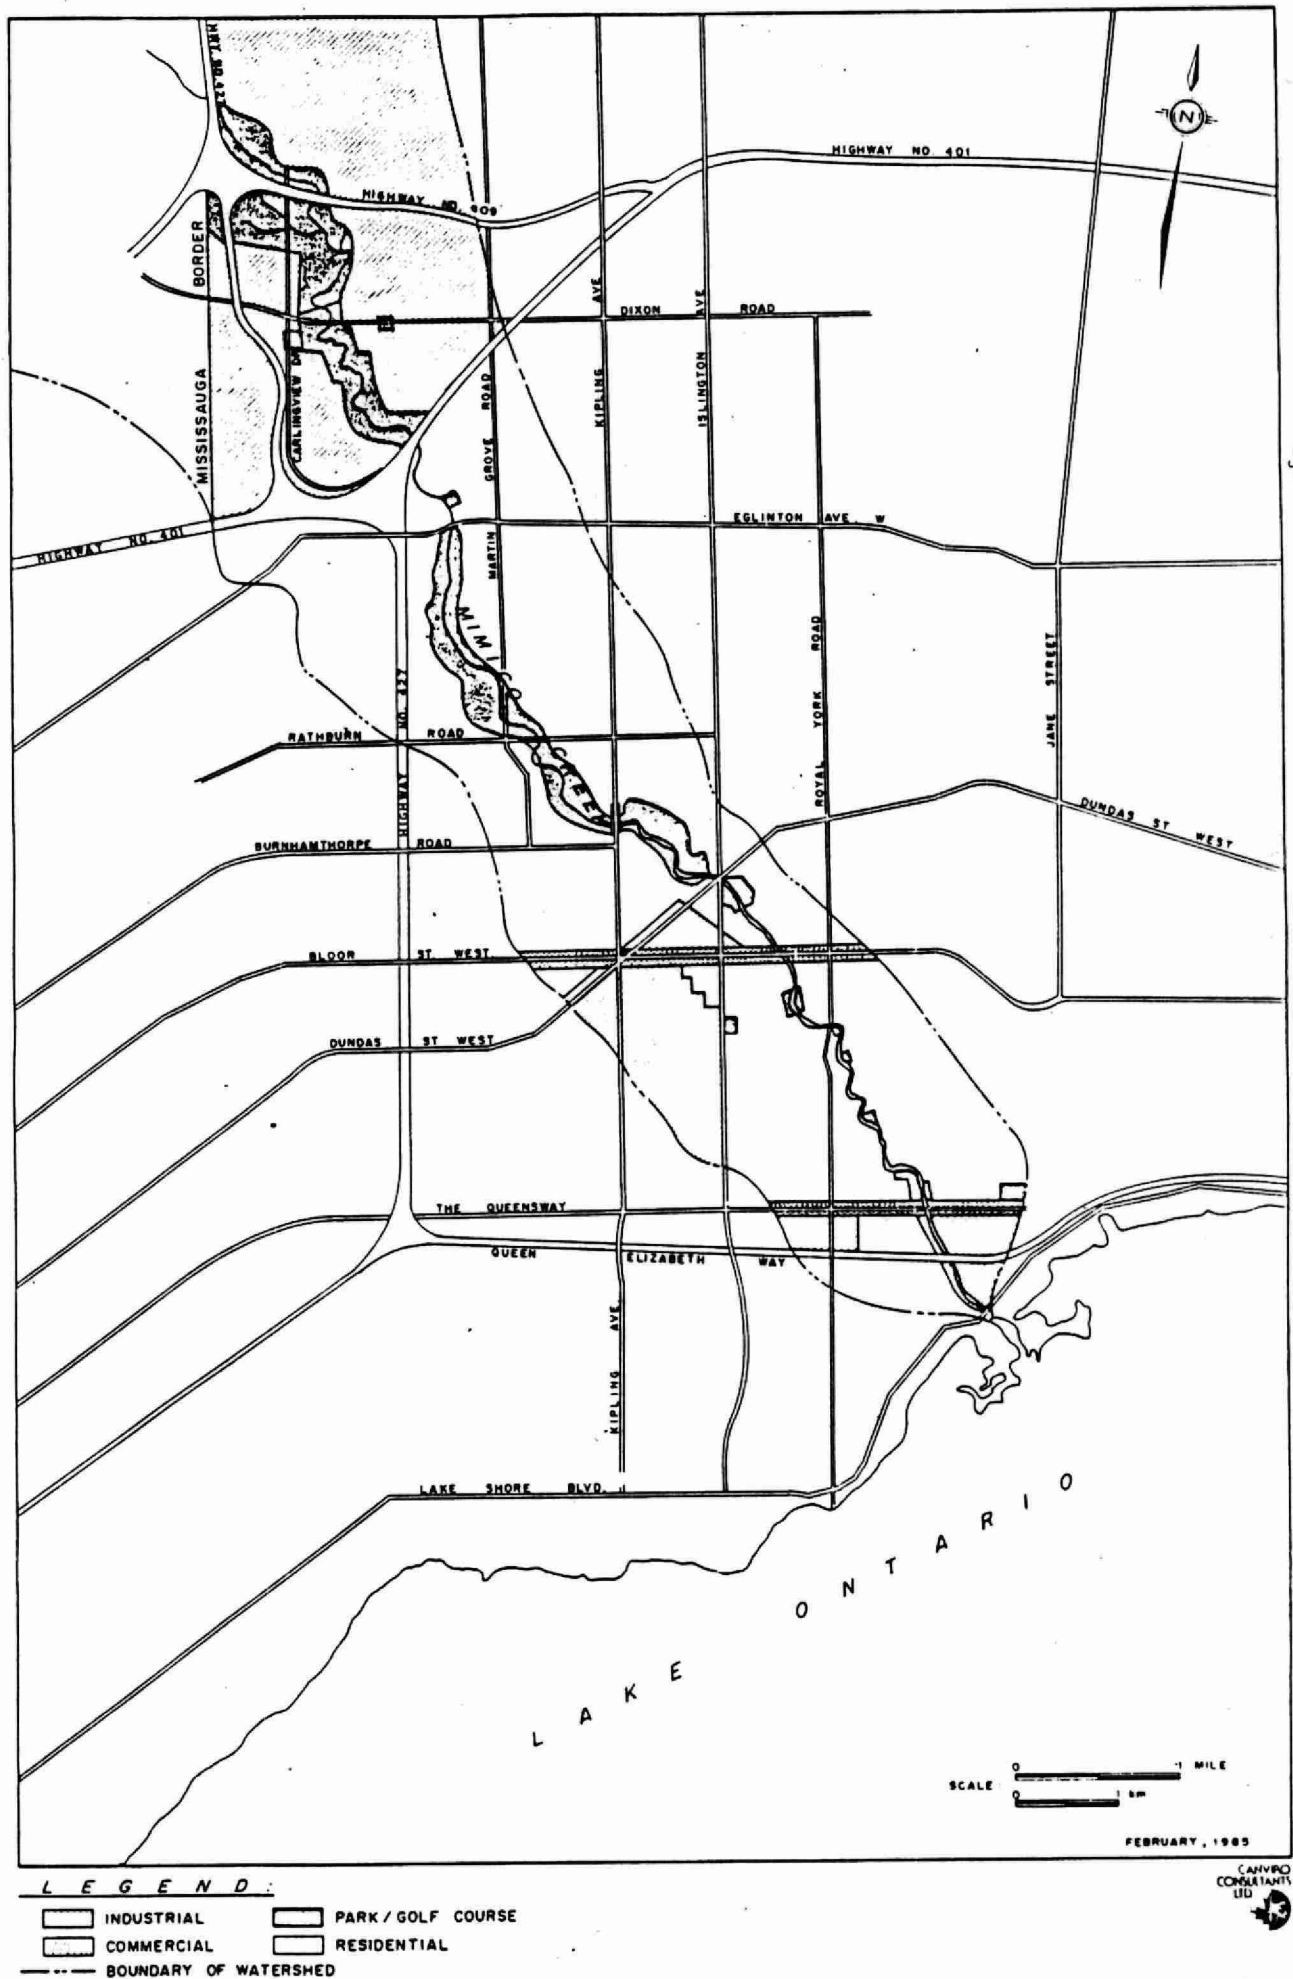 HWY. NO. 427
N
HIGHWAY NO. 401
HIGHWAY NO. 409
MISSISSAUGA BORDER
CARLINGVIEW DR
DIXON ROAD
KIPLING AVE
ISLINGTON AVE
MARTIN GROVE ROAD
HIGHWAY NO. 401
EGLINTON AVE. W
MIMICO CREEK
HIGHWAY NO. 427
ROYAL YORK ROAD
JANE STREET
RATHBURN ROAD
BURNHAMTHORPE ROAD
DUNDAS ST WEST
BLOOR ST. WEST
DUNDAS ST WEST
THE QUEENSWAY
QUEEN ELIZABETH WAY
KIPLING AVE.
LAKE SHORE BLVD.
LAKE ONTARIO
0 1 MILE
SCALE
0 1 km
FEBRUARY, 1985
LEGEND:
INDUSTRIAL
PARK / GOLF COURSE
COMMERCIAL
RESIDENTIAL
BOUNDARY OF WATERSHED
CANVIRO
CONSULTANTS
LTD